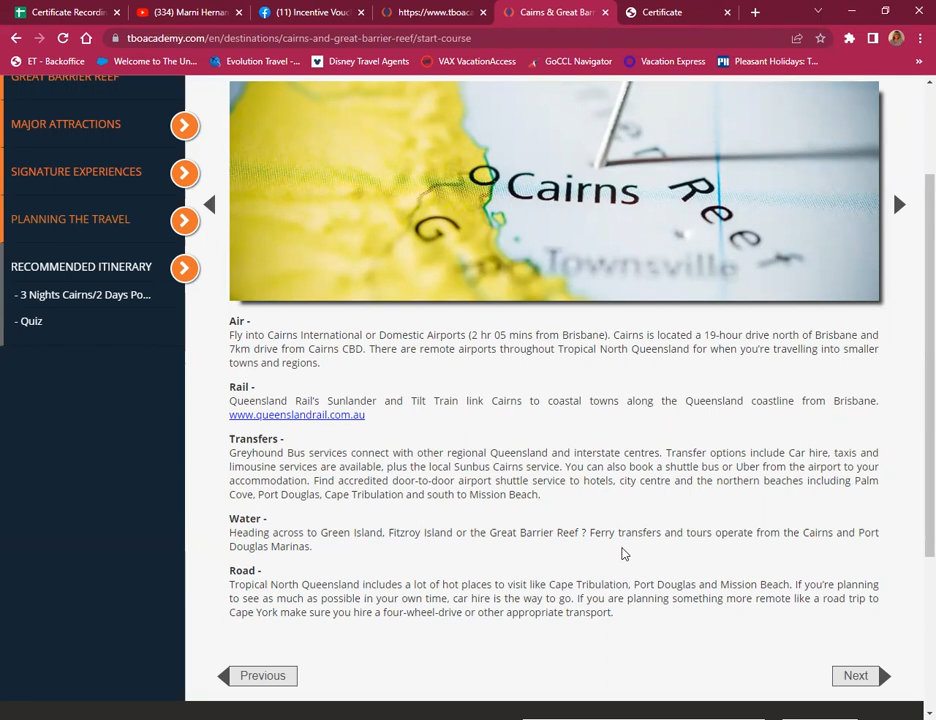 Certificate Recordin
(334) Marni Hernan
(11) Incentive Vouc
https://www.tboac
Cairns & Great Barr
Certificate
tboacademy.com/en/destinations/cairns-and-great-barrier-reef/start-course
ET - Backoffice
Welcome to The Un...
Evolution Travel -...
Disney Travel Agents
VAX VacationAccess
GoCCL Navigator
Vacation Express
Pleasant Holidays: T...
GREAT BARRIER REEF
MAJOR ATTRACTIONS
SIGNATURE EXPERIENCES
PLANNING THE TRAVEL
RECOMMENDED ITINERARY
- 3 Nights Cairns/2 Days Po...
- Quiz
Cairns
Reef
G
Townsville
Air -
Fly into Cairns International or Domestic Airports (2 hr 05 mins from Brisbane). Cairns is located a 19-hour drive north of Brisbane and
7km drive from Cairns CBD. There are remote airports throughout Tropical North Queensland for when you're travelling into smaller
towns and regions.
Rail -
Queensland Rail's Sunlander and Tilt Train link Cairns to coastal towns along the Queensland coastline from Brisbane.
www.queenslandrail.com.au
Transfers -
Greyhound Bus services connect with other regional Queensland and interstate centres. Transfer options include Car hire, taxis and
limousine services are available, plus the local Sunbus Cairns service. You can also book a shuttle bus or Uber from the airport to your
accommodation. Find accredited door-to-door airport shuttle service to hotels, city centre and the northern beaches including Palm
Cove, Port Douglas, Cape Tribulation and south to Mission Beach.
Water -
Heading across to Green Island, Fitzroy Island or the Great Barrier Reef ? Ferry transfers and tours operate from the Cairns and Port
Douglas Marinas.
Road -
Tropical North Queensland includes a lot of hot places to visit like Cape Tribulation, Port Douglas and Mission Beach. If you're planning
to see as much as possible in your own time, car hire is the way to go. If you are planning something more remote like a road trip to
Cape York make sure you hire a four-wheel-drive or other appropriate transport.
Previous
Next